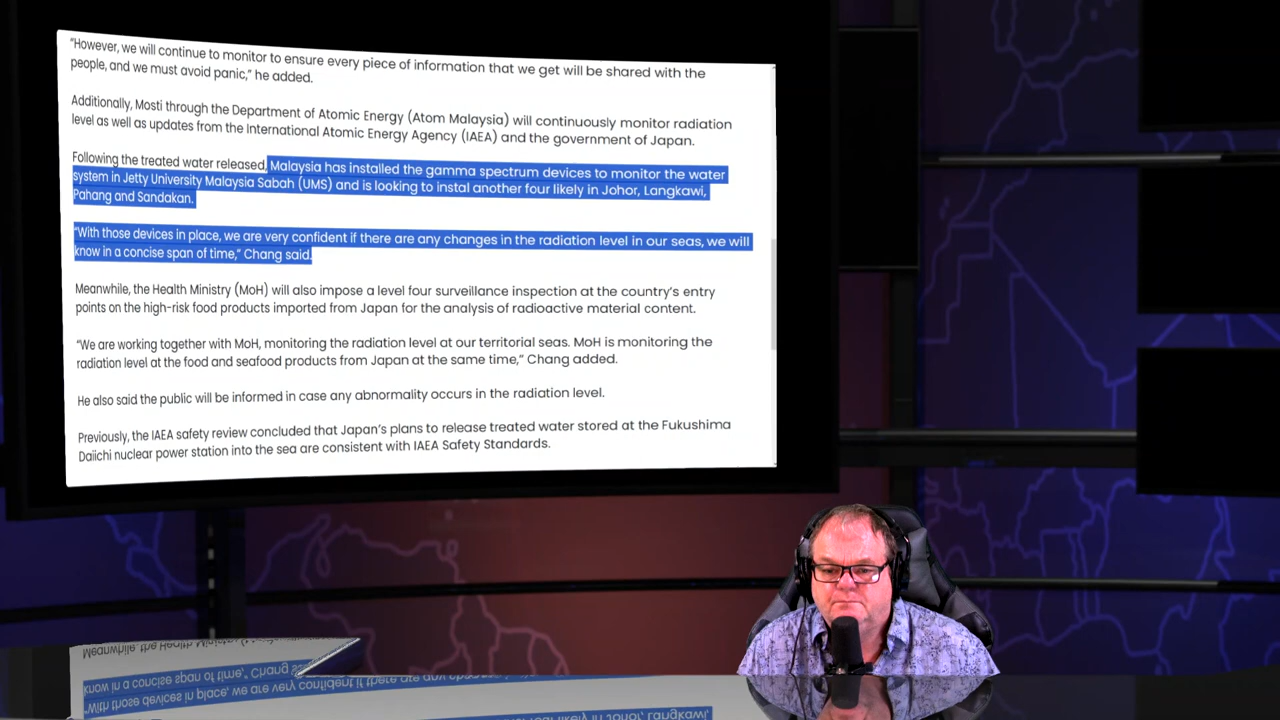 “However, we will continue to monitor to ensure every piece of information that we get will be shared with the
people, and we must avoid panic,” he added.
Additionally, Mosti through the Department of Atomic Energy (Atom Malaysia) will continuously monitor radiation
level as well as updates from the International Atomic Energy Agency (IAEA) and the government of Japan.
Following the treated water released, Malaysia has installed the gamma spectrum devices to monitor the water
system in Jetty University Malaysia Sabah (UMS) and is looking to instal another four likely in Johor, Langkawi,
Pahang and Sandakan.
“With those devices in place, we are very confident if there are any changes in the radiation level in our seas, we will
know in a concise span of time,” Chang said.
Meanwhile, the Health Ministry (MoH) will also impose a level four surveillance inspection at the country’s entry
points on the high-risk food products imported from Japan for the analysis of radioactive material content.
“We are working together with MoH, monitoring the radiation level at our territorial seas. MoH is monitoring the
radiation level at the food and seafood products from Japan at the same time,” Chang added.
He also said the public will be informed in case any abnormality occurs in the radiation level.
Previously, the IAEA safety review concluded that Japan’s plans to release treated water stored at the Fukushima
Daiichi nuclear power station into the sea are consistent with IAEA Safety Standards.